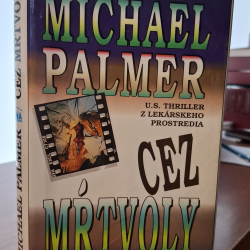 MICHAEL
PALMER
U.S. THRILLER
Z LEKÁRSKEHO
PROSTREDIA
CEZ
MŔTVOLY
MICHAEL PALMER CEZ MŔTVOLY